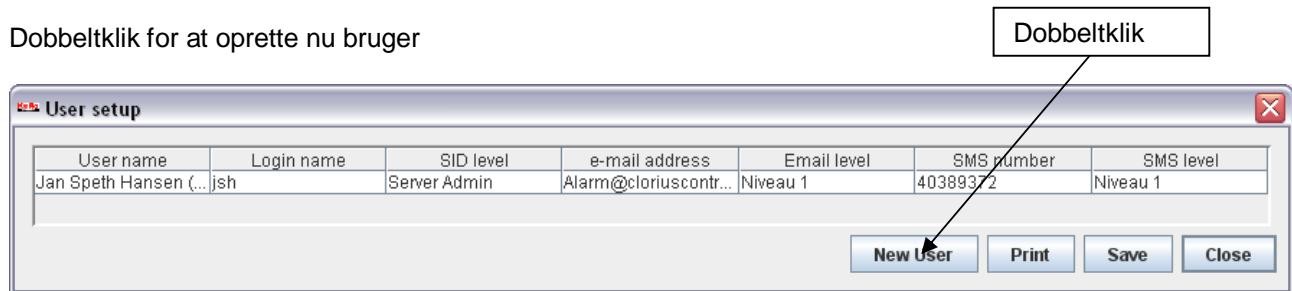 Dobbeltklik for at oprette nu bruger
Dobbeltklik
User setup
User name Login name SID level e-mail address Email level SMS number SMS level
Jan Speth Hansen (... jsh Server Admin Alarm@cloriuscontr... Niveau 1 40389372 Niveau 1
New User Print Save Close